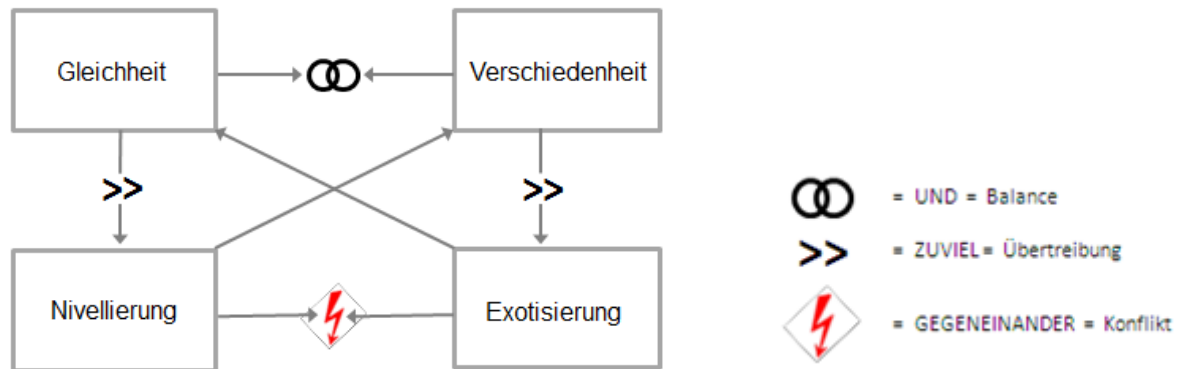 Gleichheit
Verschiedenheit
>>
>>
Nivellierung
Exotisierung
= UND = Balance
>> = ZUVIEL= Übertreibung
= GEGENEINANDER = Konflikt